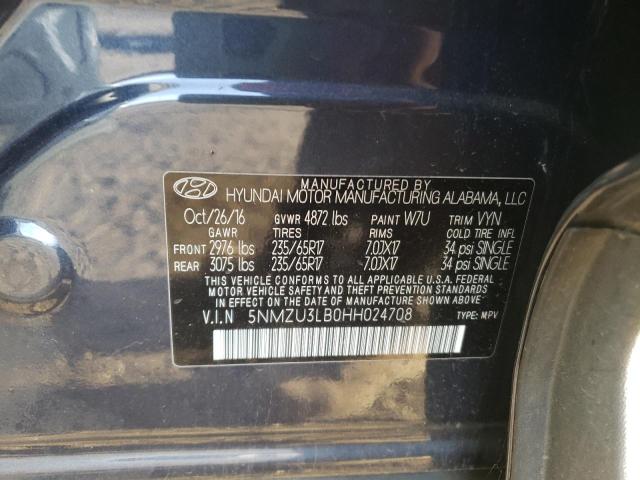 MANUFACTURED BY
HYUNDAI MOTOR MANUFACTURING ALABAMA, LLC
Oct/26/16 GVWR 4872 lbs PAINT W7U TRIM VYN
GAWR TIRES RIMS COLD TIRE INFL
FRONT 2976 lbs 235/65R17 7.0JX17 34 psi SINGLE
REAR 3075 lbs 235/65R17 7.0JX17 34 psi SINGLE
THIS VEHICLE CONFORMS TO ALL APPLICABLE U.S.A. FEDERAL
MOTOR VEHICLE SAFETY AND THEFT PREVENTION STANDARDS
IN EFFECT ON THE DATE OF MANUFACTURE SHOWN ABOVE.
V.I.N 5NMZU3LB0HH024708 TYPE: MPV